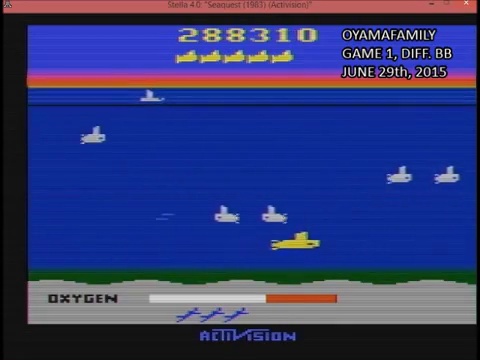 Stella 4.0: "Seaquest (1983) (Activision)"
288310
OYAMAFAMILY
GAME 1, DIFF. BB
JUNE 29th, 2015
OXYGEN
ACTIVISION